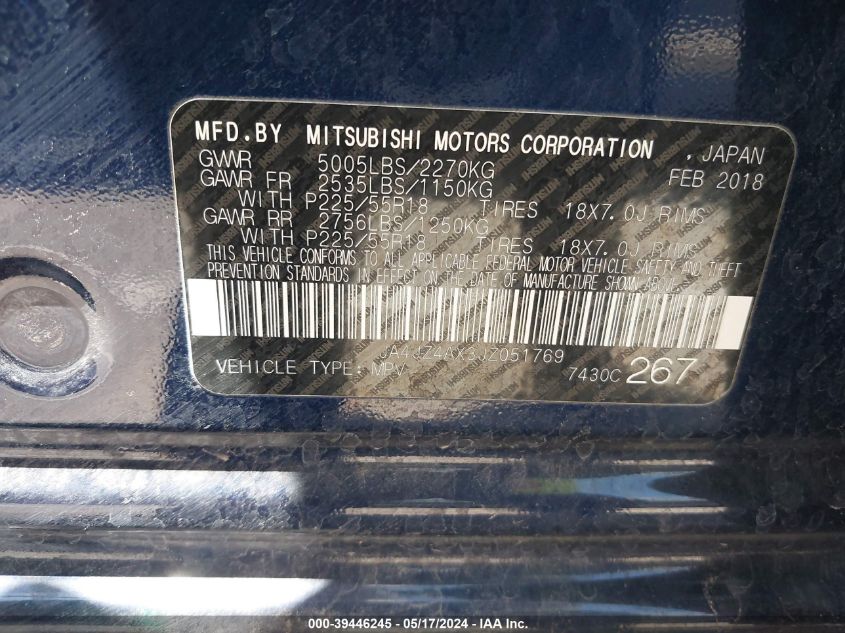 MFD.BY MITSUBISHI MOTORS CORPORATION , JAPAN
GVWR 5005LBS/2270KG FEB 2018
GAWR FR 2535LBS/1150KG
WITH P225/55R18 TIRES 18X7.0J RIMS
GAWR RR 2756LBS/1250KG
WITH P225/55R18 TIRES 18X7.0J RIMS
THIS VEHICLE CONFORMS TO ALL APPLICABLE FEDERAL MOTOR VEHICLE SAFETY AND THEFT
PREVENTION STANDARDS IN EFFECT ON THE DATE OF MANUFACTURE SHOWN ABOVE.
JA4JZ4AX3JZ051769
VEHICLE TYPE: MPV 7430C 267
000-39446245 - 05/17/2024 - IAA Inc.